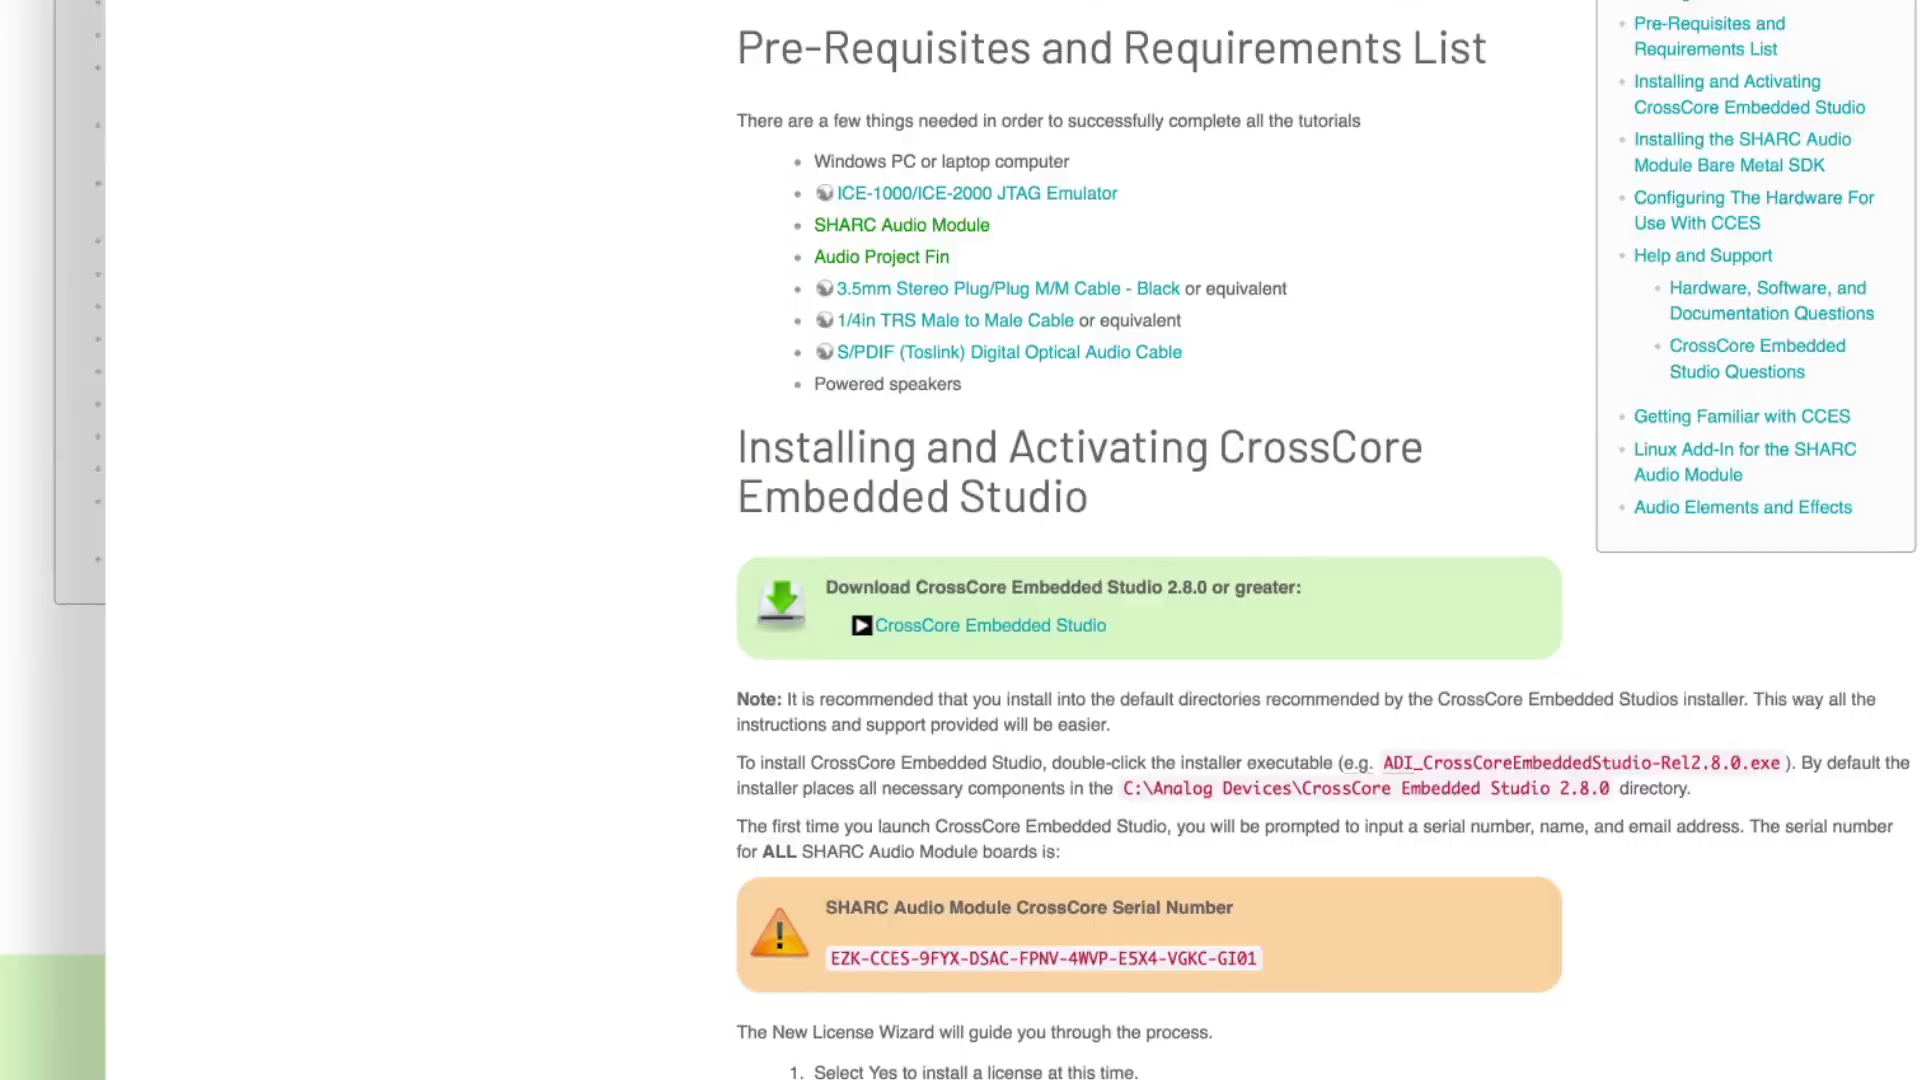 Pre-Requisites and Requirements List
There are a few things needed in order to successfully complete all the tutorials
Windows PC or laptop computer
ICE-1000/ICE-2000 JTAG Emulator
SHARC Audio Module
Audio Project Fin
3.5mm Stereo Plug/Plug M/M Cable - Black or equivalent
1/4in TRS Male to Male Cable or equivalent
S/PDIF (Toslink) Digital Optical Audio Cable
Powered speakers
Installing and Activating CrossCore
Embedded Studio
Download CrossCore Embedded Studio 2.8.0 or greater:
CrossCore Embedded Studio
Note: It is recommended that you install into the default directories recommended by the CrossCore Embedded Studios installer. This way all the
instructions and support provided will be easier.
To install CrossCore Embedded Studio, double-click the installer executable (e.g. ADI_CrossCoreEmbeddedStudio-Rel2.8.0.exe ). By default the
installer places all necessary components in the C:\Analog Devices\CrossCore Embedded Studio 2.8.0 directory.
The first time you launch CrossCore Embedded Studio, you will be prompted to input a serial number, name, and email address. The serial number
for ALL SHARC Audio Module boards is:
SHARC Audio Module CrossCore Serial Number
EZK-CCES-9FYX-DSAC-FPNV-4WVP-E5X4-VGKC-GI01
The New License Wizard will guide you through the process.
1. Select Yes to install a license at this time.
Pre-Requisites and
Requirements List
Installing and Activating
CrossCore Embedded Studio
Installing the SHARC Audio
Module Bare Metal SDK
Configuring The Hardware For
Use With CCES
Help and Support
Hardware, Software, and
Documentation Questions
CrossCore Embedded
Studio Questions
Getting Familiar with CCES
Linux Add-In for the SHARC
Audio Module
Audio Elements and Effects